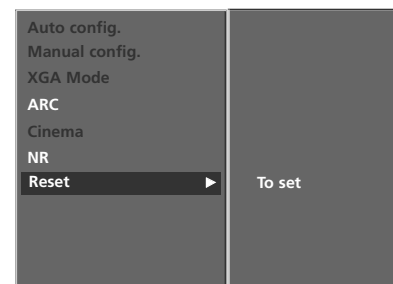 Auto config.
Manual config.
XGA Mode
ARC
Cinema
NR
Reset ▶ To set